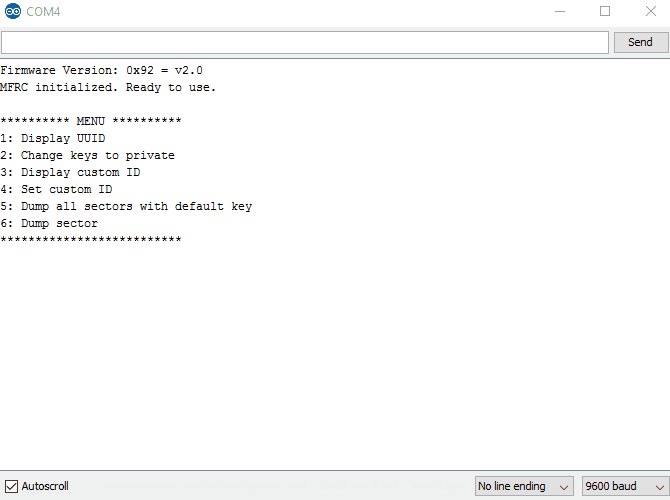 COM4
Send
Firmware Version: 0x92 = v2.0
MFRC initialized. Ready to use.
********** MENU **********
1: Display UUID
2: Change keys to private
3: Display custom ID
4: Set custom ID
5: Dump all sectors with default key
6: Dump sector
**************************
Autoscroll
No line ending
9600 baud